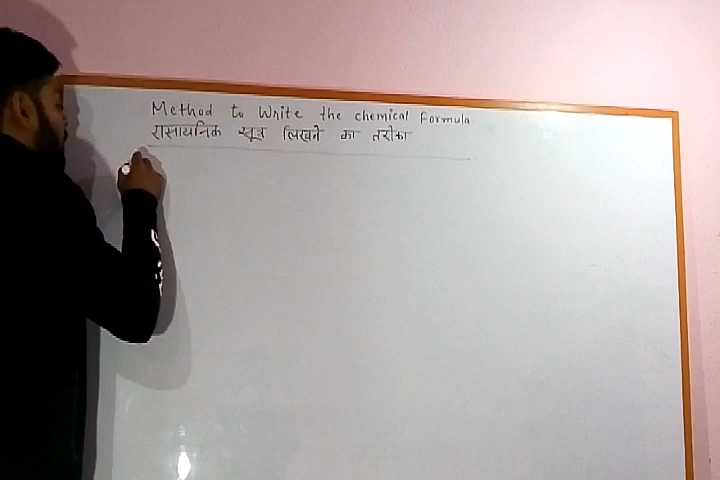 Method to Write the chemical Formula
रासायनिक सूत्र लिखने का तरीका